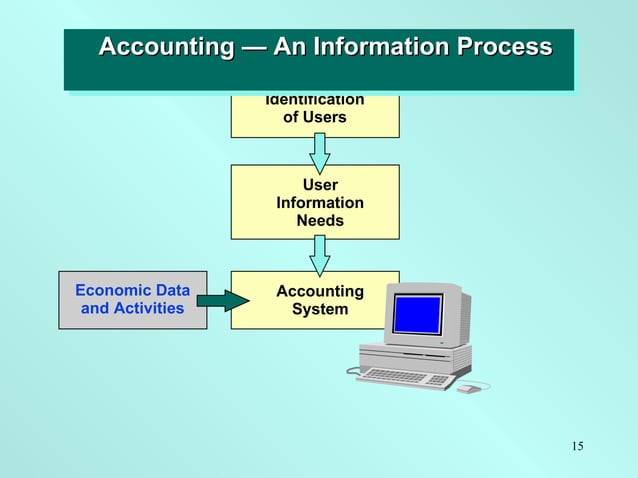 Accounting — An Information Process
Identification
of Users
User
Information
Needs
Economic Data
and Activities
Accounting
System
15